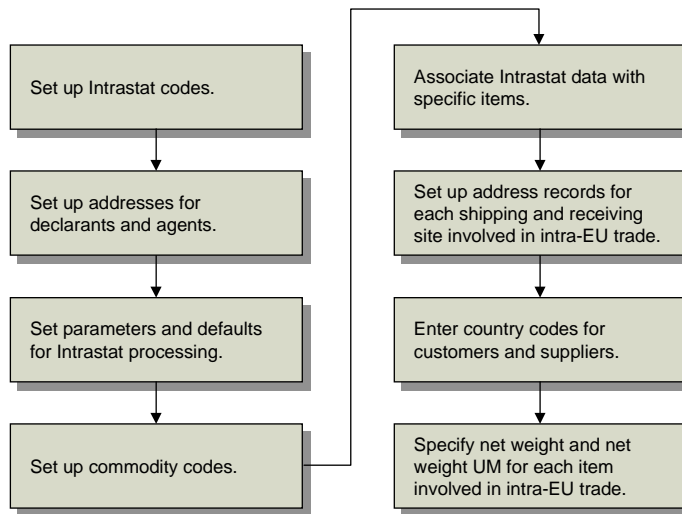 Set up Intrastat codes.
Set up addresses for
declarants and agents.
Set parameters and defaults
for Intrastat processing.
Set up commodity codes.
Associate Intrastat data with
specific items.
Set up address records for
each shipping and receiving
site involved in intra-EU trade.
Enter country codes for
customers and suppliers.
Specify net weight and net
weight UM for each item
involved in intra-EU trade.